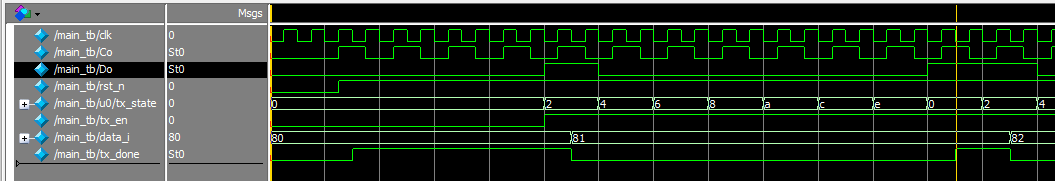 Msgs
/main_tb/clk 0
/main_tb/Co St0
/main_tb/Do St0
/main_tb/rst_n 0
/main_tb/u0/tx_state 0 0 2 4 6 8 a c e 0 2 4
/main_tb/tx_en 0
/main_tb/data_i 80 80 81 82
/main_tb/tx_done St0